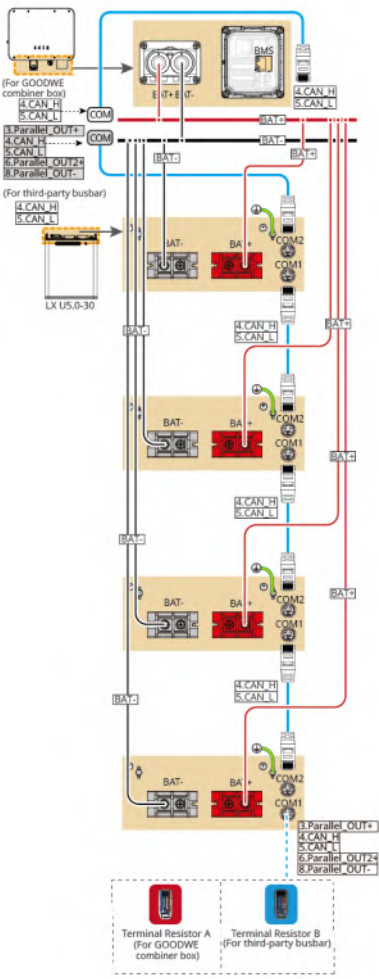 BMS
BAT+ BAT-
(For GOODWE
combiner box)
4.CAN_H
5.CAN_L
COM
4.CAN_H
5.CAN_L
BAT+
3.Parallel_OUT+
4.CAN_H
5.CAN_L
6.Parallel_OUT2+
8.Parallel_OUT-
COM
BAT-
BAT-
BAT+
(For third-party busbar)
4.CAN_H
5.CAN_L
LX U5.0-30
BAT-
BAT+
COM2
COM1
BAT-
4.CAN_H
5.CAN_L
BAT+
BAT-
BAT+
COM2
COM1
BAT+
4.CAN_H
5.CAN_L
BAT-
BAT-
BAT+
COM2
COM1
BAT+
4.CAN_H
5.CAN_L
BAT-
BAT-
BAT+
COM2
COM1
3.Parallel_OUT+
4.CAN_H
5.CAN_L
6.Parallel_OUT2+
8.Parallel_OUT-
Terminal Resistor A
(For GOODWE
combiner box)
Terminal Resistor B
(For third-party busbar)